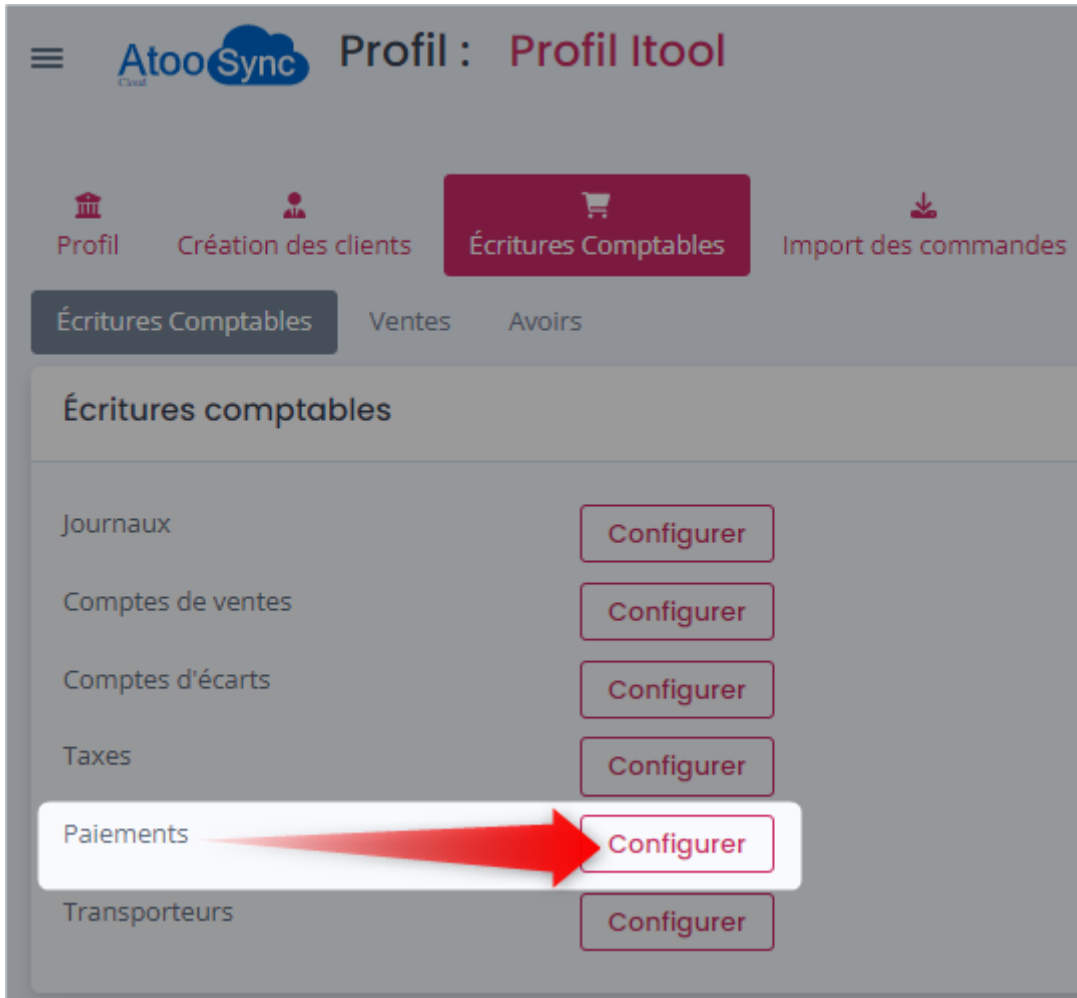 AtooSync
Cloud
Profil : Profil Itool
Profil
Création des clients
Écritures Comptables
Import des commandes
Écritures Comptables
Ventes
Avoirs
Écritures comptables
Journaux
Configurer
Comptes de ventes
Configurer
Comptes d'écarts
Configurer
Taxes
Configurer
Paiements
Configurer
Transporteurs
Configurer